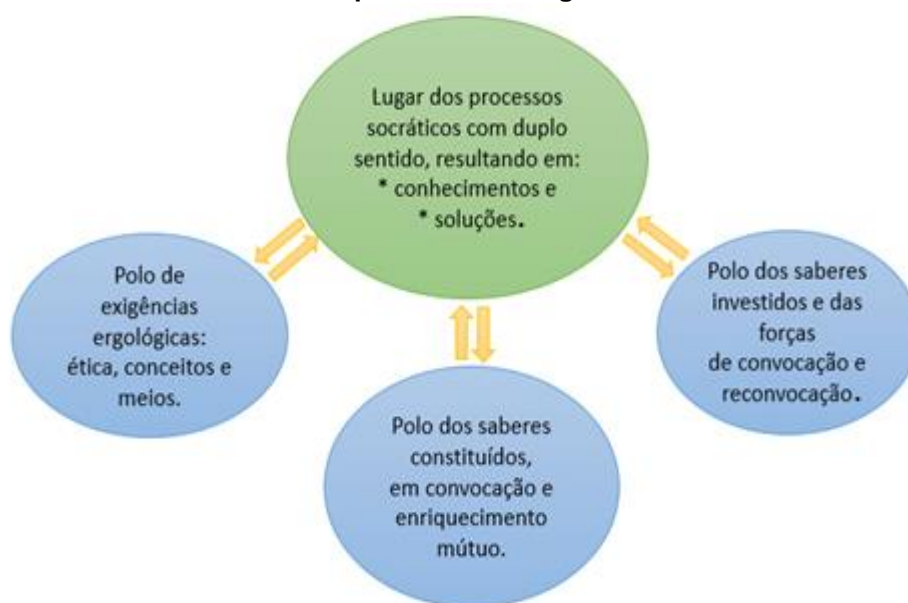 Lugar dos processos
socráticos com duplo
sentido, resultando em:
* conhecimentos e
* soluções.
Polo de
exigências
ergológicas:
ética, conceitos e
meios.
Polo dos saberes
constituídos,
em convocação e
enriquecimento
mútuo.
Polo dos saberes
investidos e das
forças
de convocação e
reconvocação.